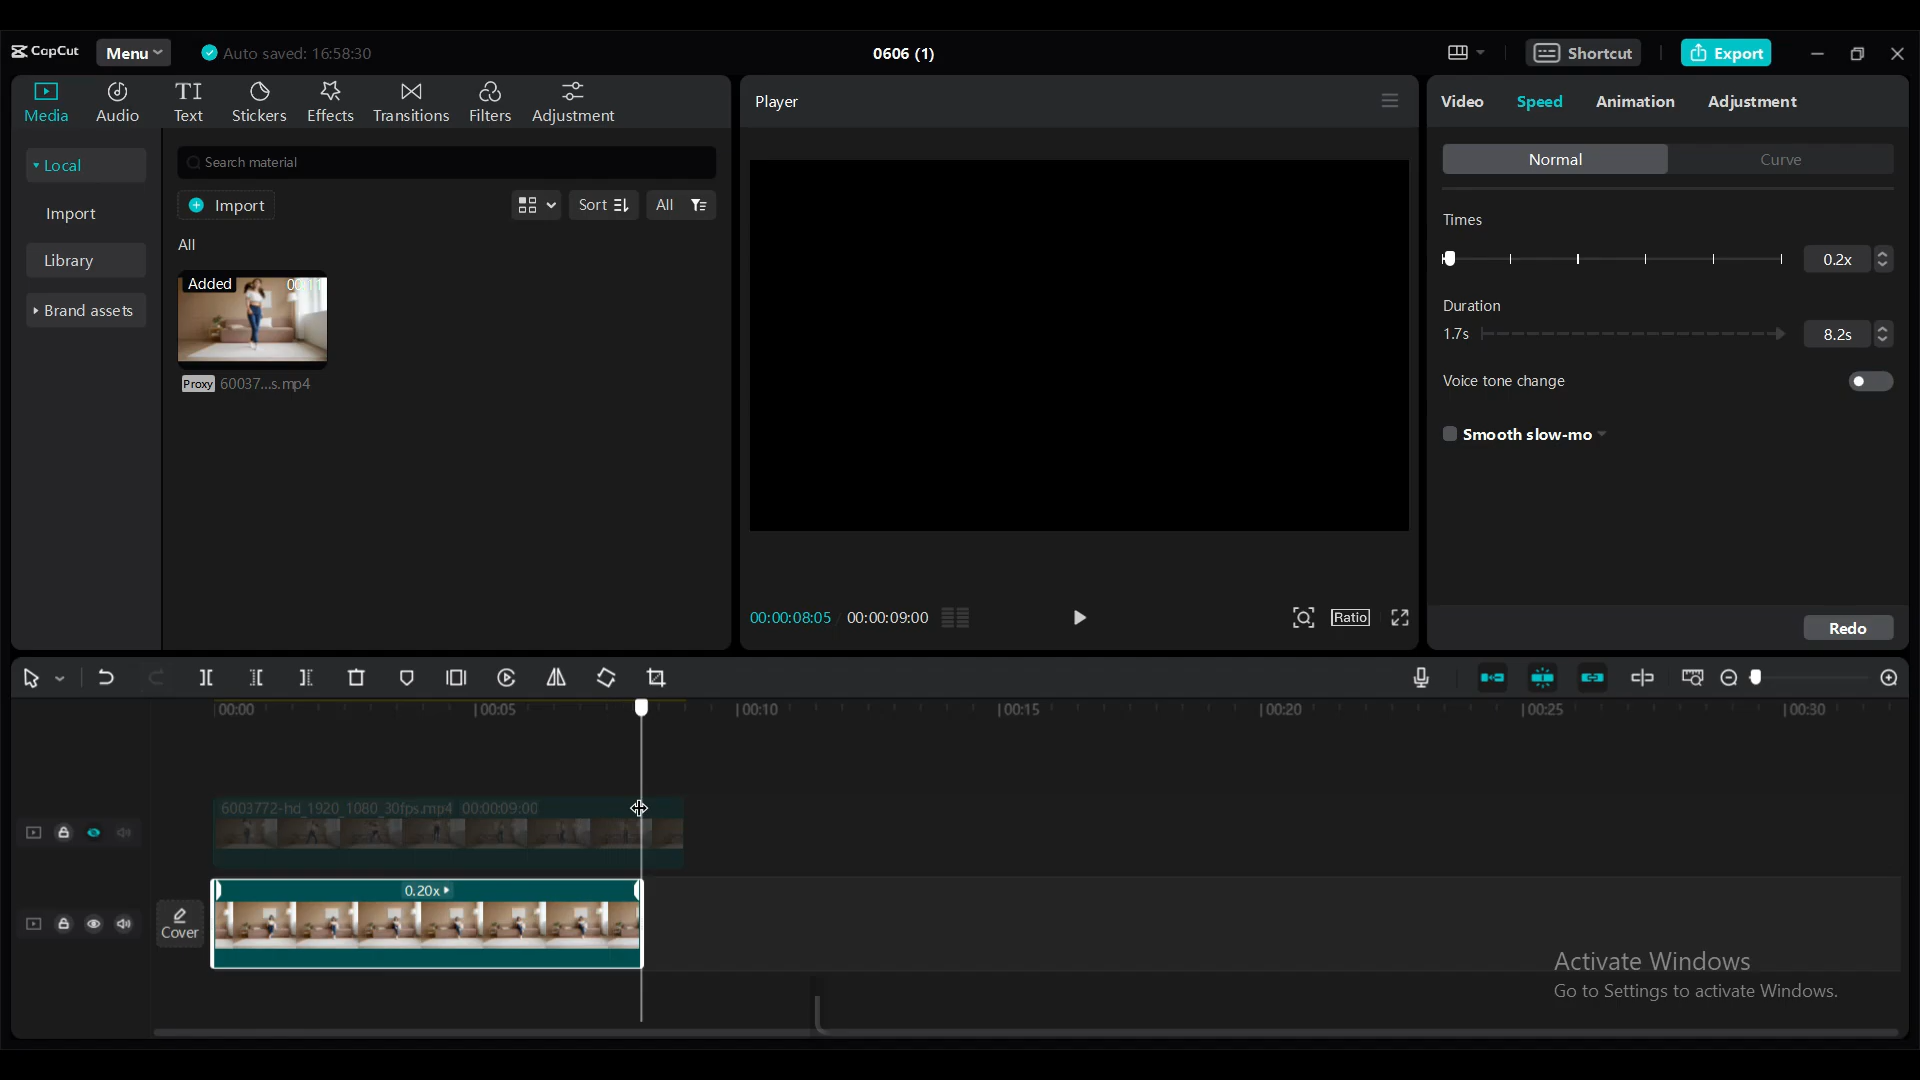 CapCut Menu Auto saved: 16:58:30 0606 (1) Shortcut Export
Media Audio Text Stickers Effects Transitions Filters Adjustment
Player
Video Speed Animation Adjustment
Local
Import
Library
Brand assets
Search material
Import
Sort
All
All
Added
Proxy 60037...s.mp4
Normal Curve
Times
0.2x
Duration
1.7s
8.2s
Voice tone change
Smooth slow-mo
00:00:08:05 00:00:09:00
Ratio
Redo
00:00 00:05 00:10 00:15 00:20 00:25 00:30
6003772-hd_1920_1080_30fps.mp4 00:00:09:00
0.20x
Cover
Activate Windows
Go to Settings to activate Windows.